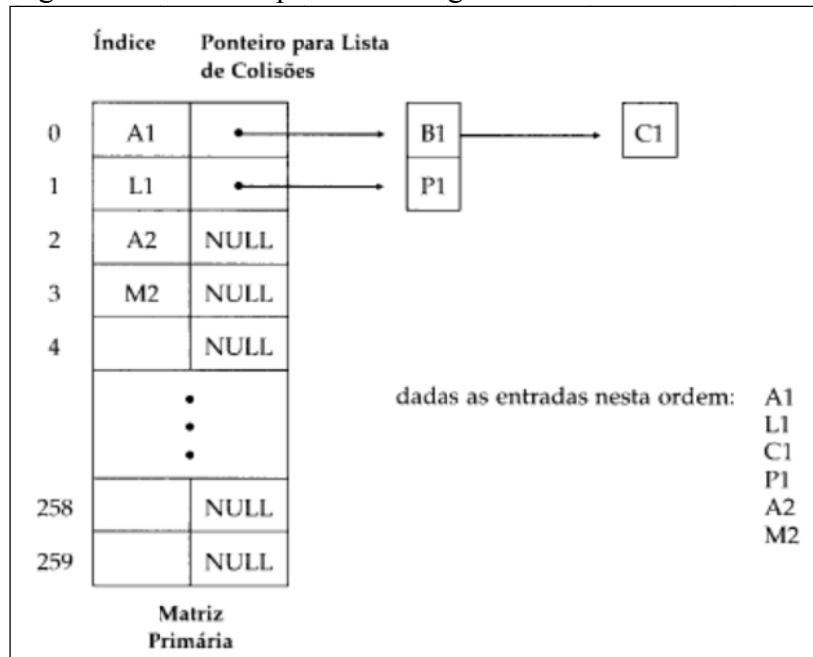 Índice Ponteiro para Lista
de Colisões
0 A1 B1 C1
1 L1 P1
2 A2 NULL
3 M2 NULL
4 NULL
dadas as entradas nesta ordem: A1
L1
C1
P1
A2
M2
258 NULL
259 NULL
Matriz
Primária